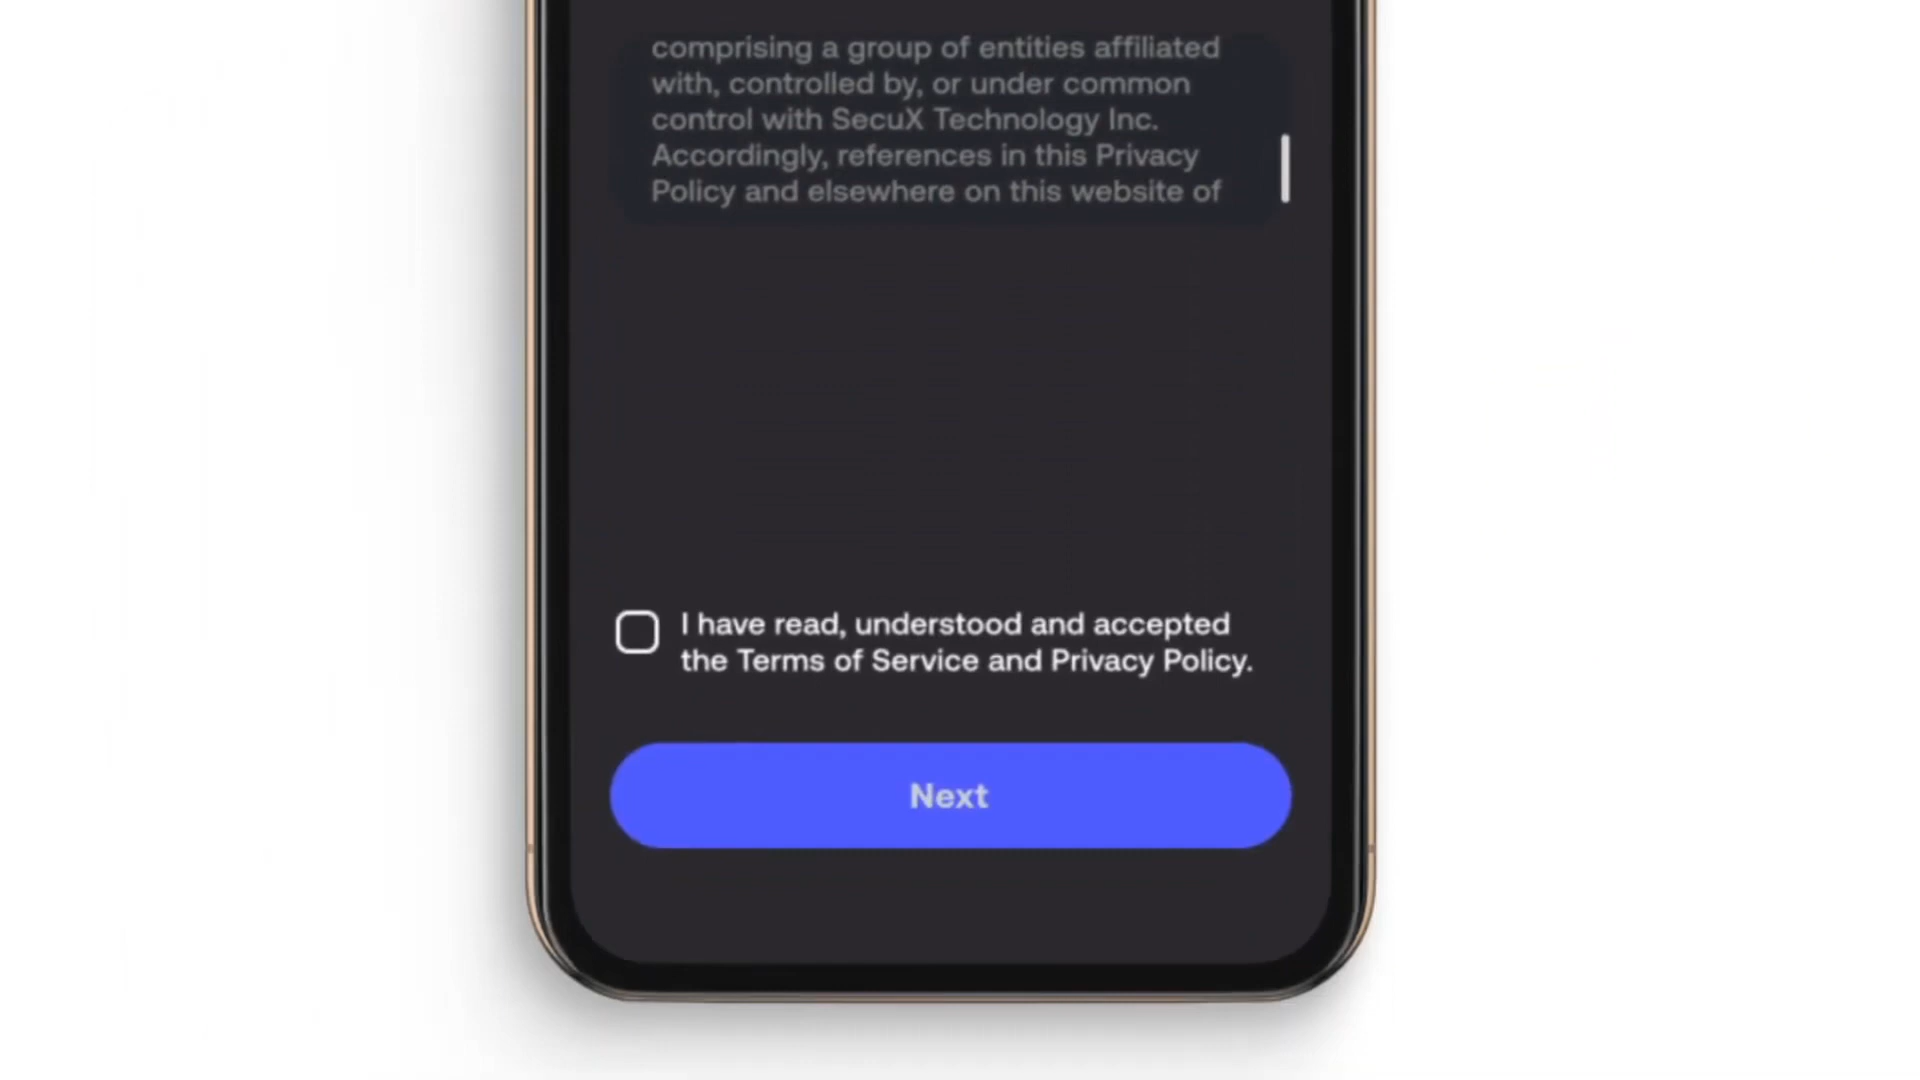 comprising a group of entities affiliated
with, controlled by, or under common
control with SecuX Technology Inc.
Accordingly, references in this Privacy
Policy and elsewhere on this website of
I have read, understood and accepted
the Terms of Service and Privacy Policy.
Next